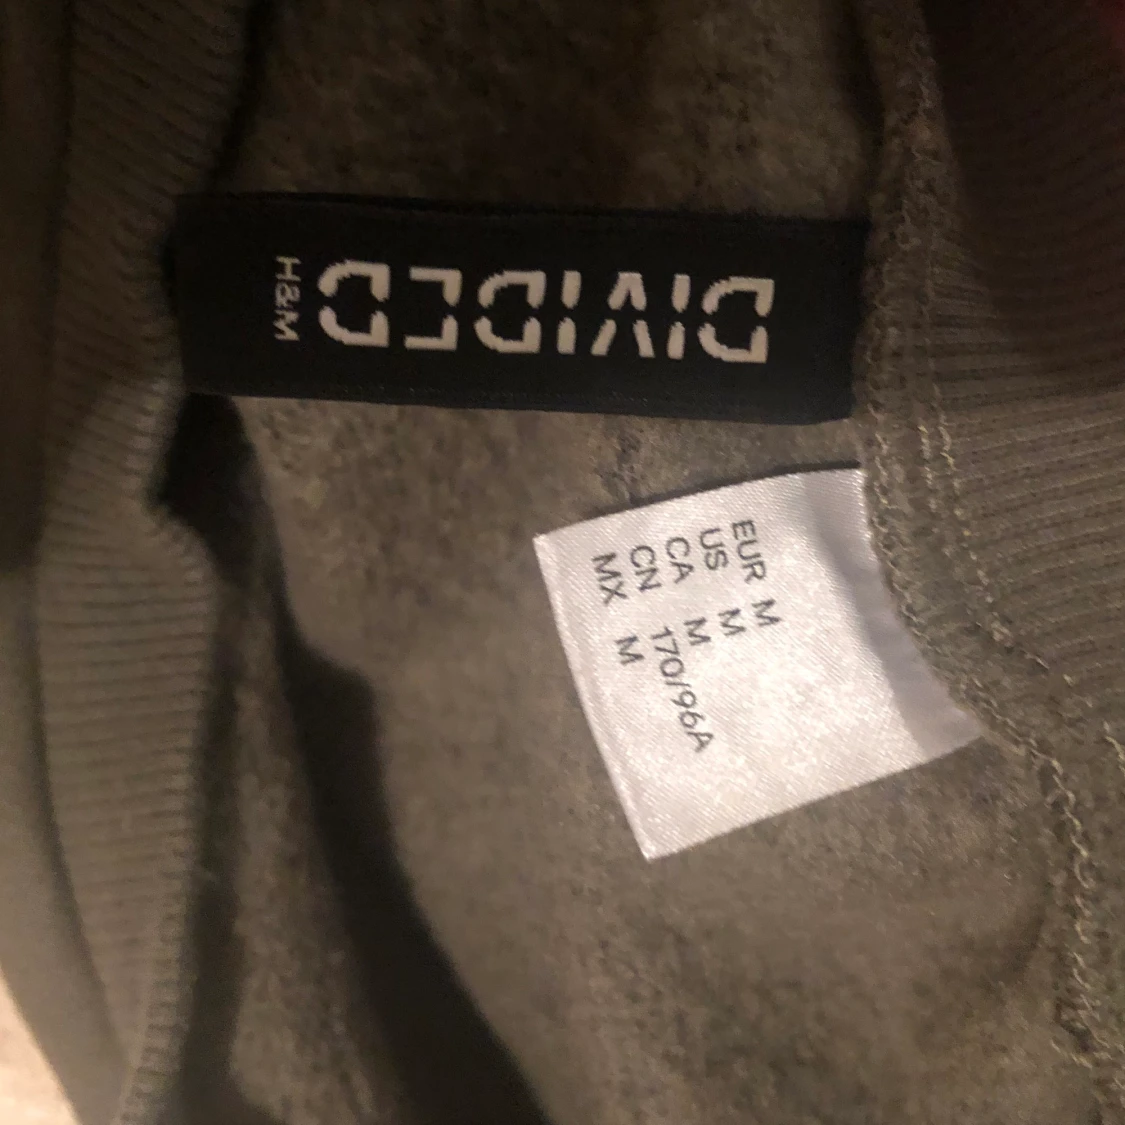 DIVIDED
H&M
EUR M
US M
CA M
CN 170/96A
MX M